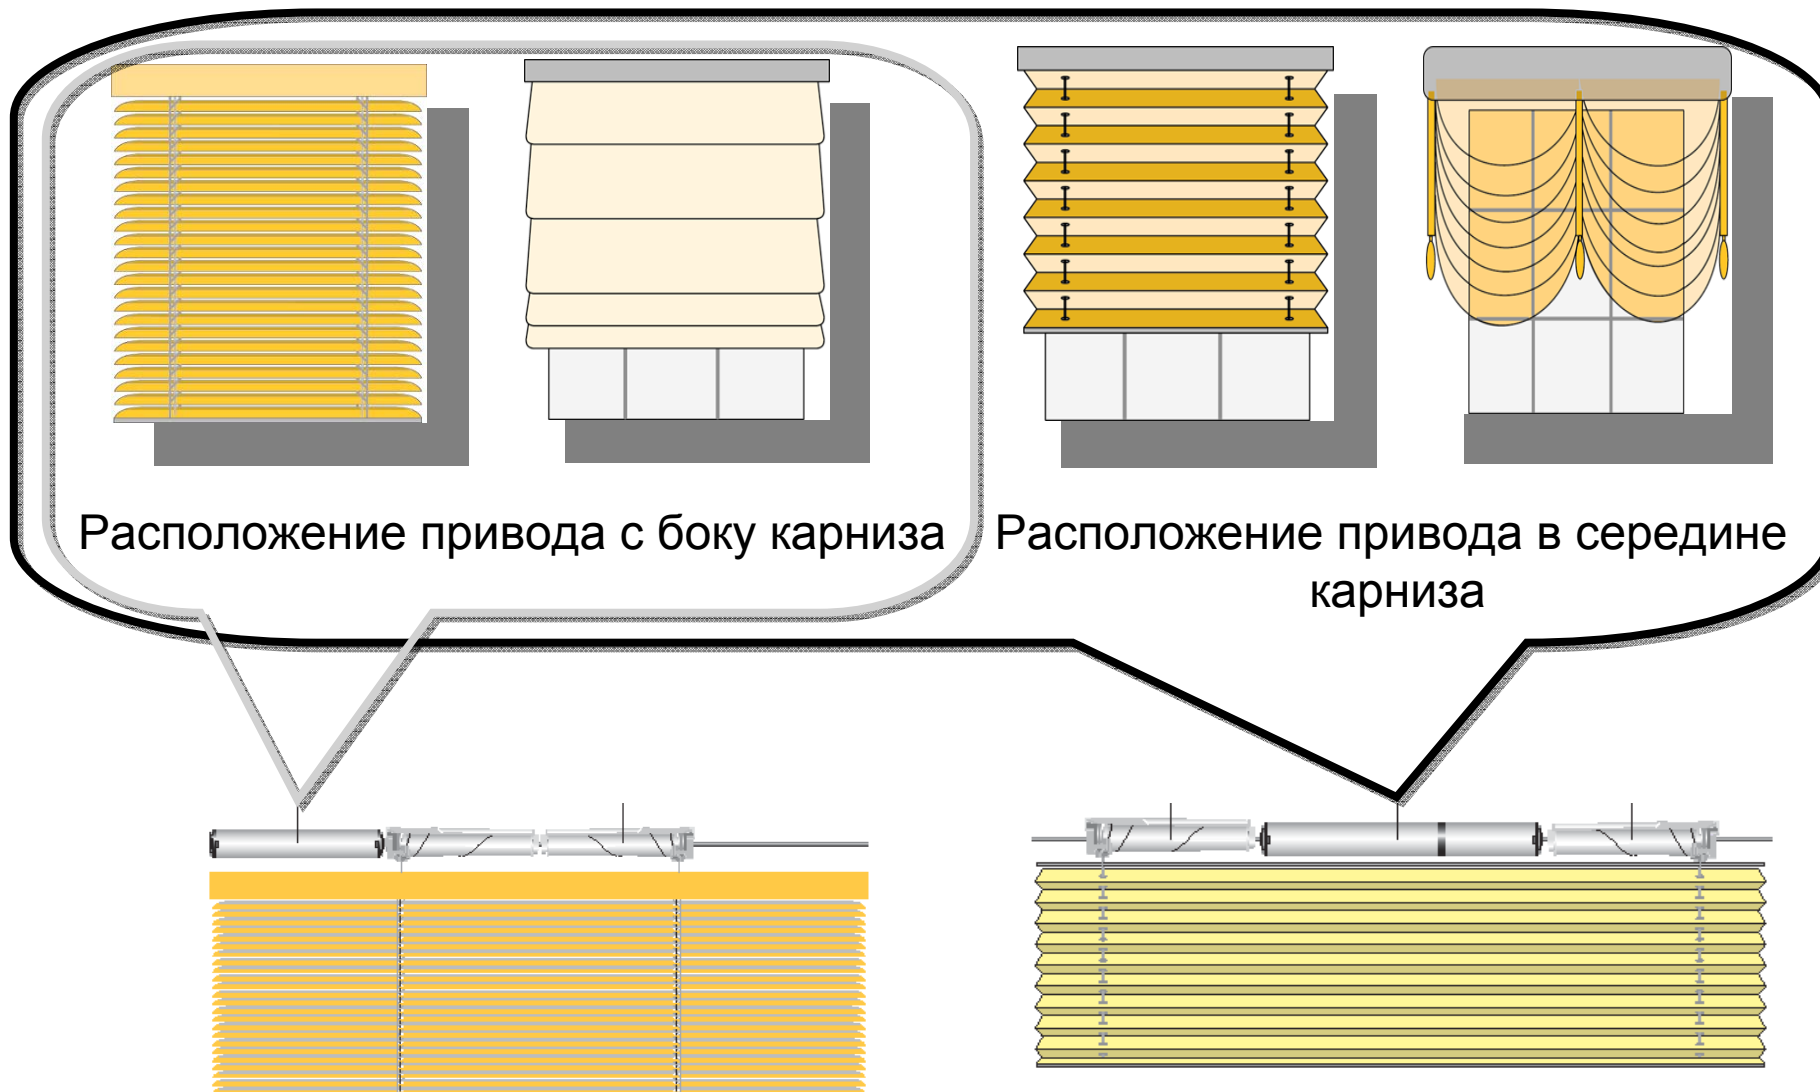 Расположение привода с боку карниза
Расположение привода в середине
карниза